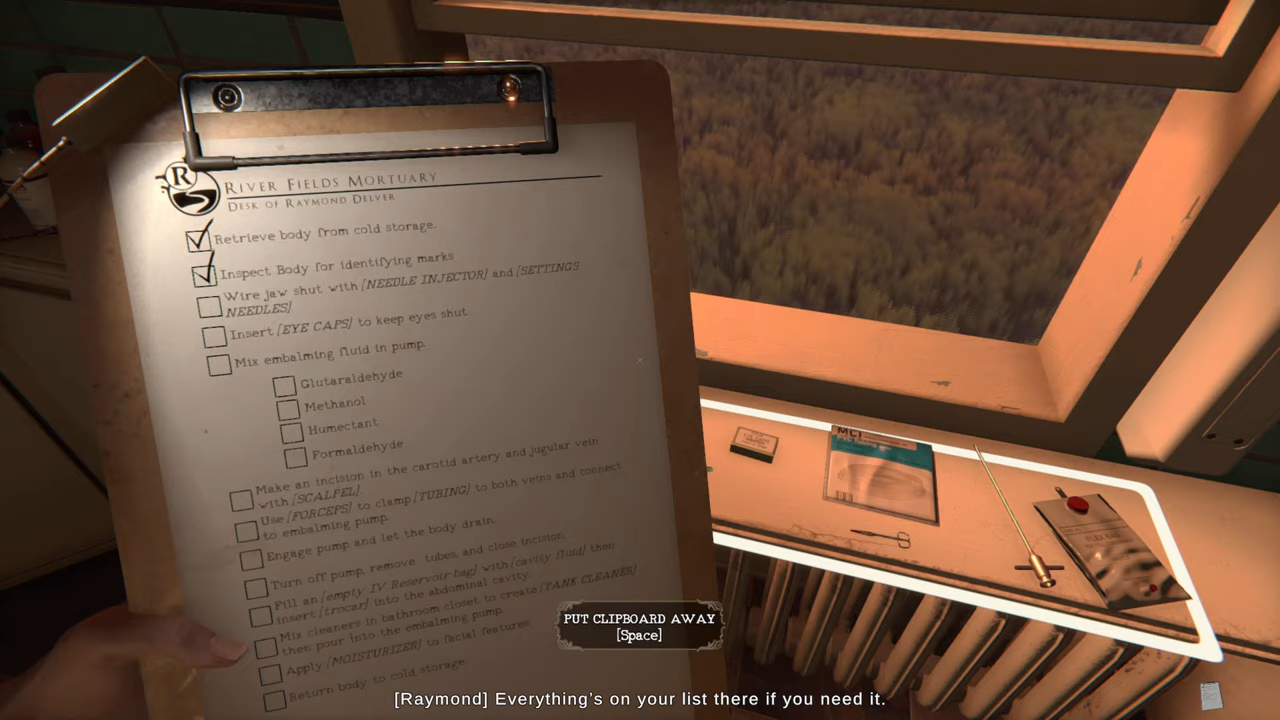 R
RIVER FIELDS MORTUARY
DESK OF RAYMOND DELVER
Retrieve body from cold storage.
Inspect Body for identifying marks
Wire jaw shut with [NEEDLE INJECTOR] and [SETTINGS
NEEDLES]
Insert [EYE CAPS] to keep eyes shut
Mix embalming fluid in pump.
Glutaraldehyde
Methanol
Humectant
Formaldehyde
Make an incision in the carotid artery and jugular vein
with [SCALPEL].
Use [FORCEPS] to clamp [TUBING] to both veins and connect
to embalming pump.
Engage pump and let the body drain.
Turn off pump, remove tubes, and close incision.
Fill an [empty IV Reservoir bag] with [cavity fluid] then
insert [trocar] into the abdominal cavity.
Mix cleaners in bathroom closet to create [TANK CLEANER]
then pour into the embalming pump.
Apply [MOISTURIZER] to facial features
Return body to cold storage.
EYE CAPS
MCI
PVC
FLEX BAG
PUT CLIPBOARD AWAY
[Space]
[Raymond] Everything's on your list there if you need it.